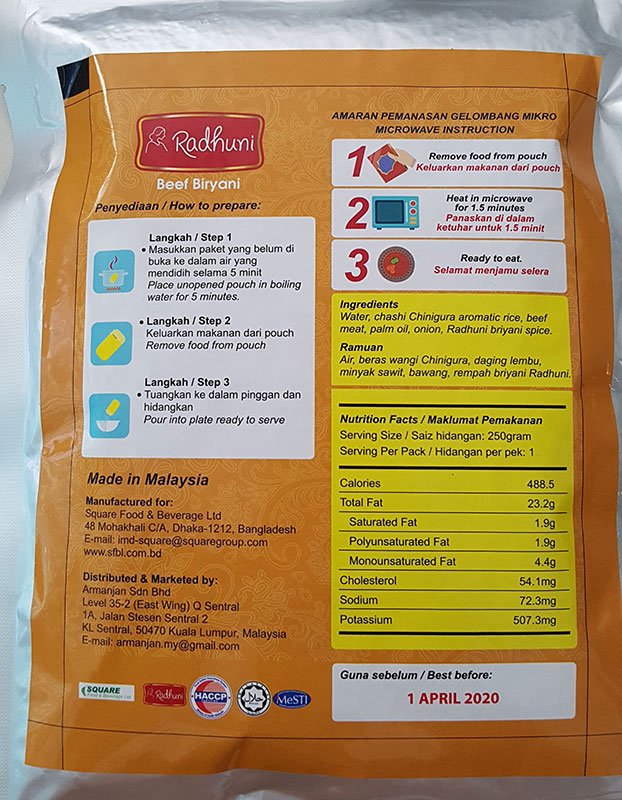 Radhuni
Beef Biryani
Penyediaan / How to prepare:
Langkah / Step 1
• Masukkan paket yang belum di
buka ke dalam air yang
mendidih selama 5 minit
Place unopened pouch in boiling
water for 5 minutes.
• Langkah / Step 2
Keluarkan makanan dari pouch
Remove food from pouch
Langkah / Step 3
• Tuangkan ke dalam pinggan dan
hidangkan
Pour into plate ready to serve
Made in Malaysia
Manufactured for:
Square Food & Beverage Ltd
48 Mohakhali C/A, Dhaka-1212, Bangladesh
E-mail: imd-square@squaregroup.com
www.sfbl.com.bd
Distributed & Marketed by:
Armanjan Sdn Bhd
Level 35-2 (East Wing) Q Sentral
1A, Jalan Stesen Sentral 2
KL Sentral, 50470 Kuala Lumpur, Malaysia
E-mail: armanjan.my@gmail.com
SQUARE
Food & Beverage Ltd
Radhuni
HACCP
حلال
MeSTI
AMARAN PEMANASAN GELOMBANG MIKRO
MICROWAVE INSTRUCTION
1
Remove food from pouch
Keluarkan makanan dari pouch
2
Heat in microwave
for 1.5 minutes
Panaskan di dalam
ketuhar untuk 1.5 minit
3
Ready to eat.
Selamat menjamu selera
Ingredients
Water, chashi Chinigura aromatic rice, beef
meat, palm oil, onion, Radhuni briyani spice.
Ramuan
Air, beras wangi Chinigura, daging lembu,
minyak sawit, bawang, rempah briyani Radhuni.
Nutrition Facts / Maklumat Pemakanan
Serving Size / Saiz hidangan: 250gram
Serving Per Pack / Hidangan per pek: 1
Calories 488.5
Total Fat 23.2g
Saturated Fat 1.9g
Polyunsaturated Fat 1.9g
Monounsaturated Fat 4.4g
Cholesterol 54.1mg
Sodium 72.3mg
Potassium 507.3mg
Guna sebelum / Best before:
1 APRIL 2020